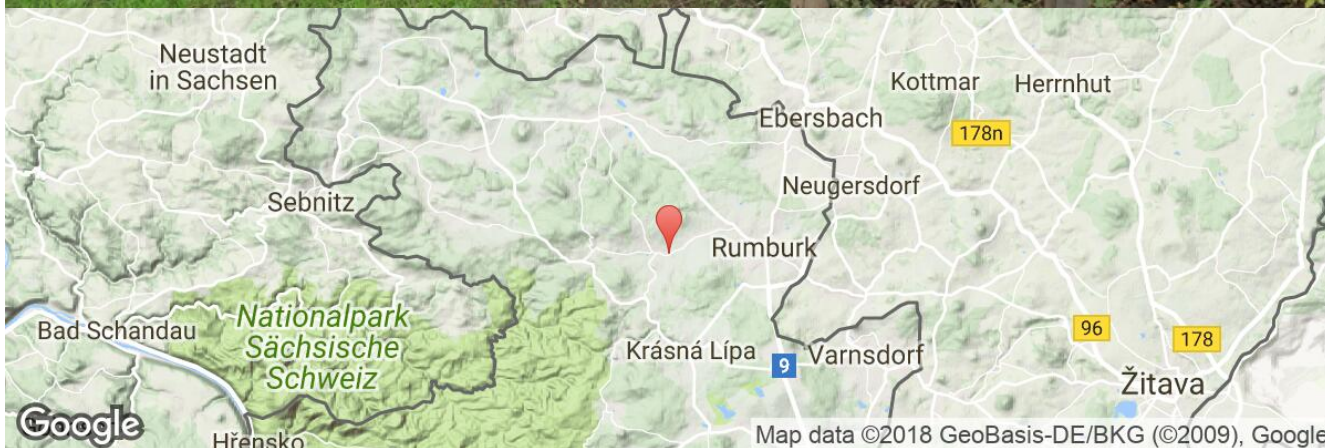 Neustadt
in Sachsen
Kottmar
Herrnhut
Ebersbach
178n
Neugersdorf
Sebnitz
Rumburk
Nationalpark
Sächsische
Schweiz
Bad Schandau
96
178
Krásná Lípa
9
Varnsdorf
Žitava
Google
Hřensko
Map data ©2018 GeoBasis-DE/BKG (©2009), Google